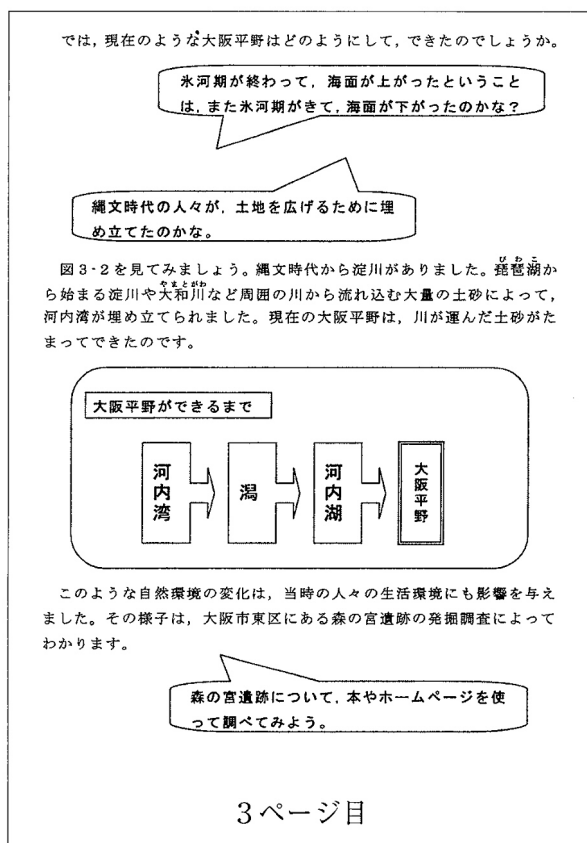 では，現在のような大阪平野はどのようにして，できたのでしょうか。
氷河期が終わって，海面が上がったということ
は，また氷河期がきて，海面が下がったのかな？
縄文時代の人々が，土地を広げるために埋
め立てたのかな。
図3-2を見てみましょう。縄文時代から淀川がありました。琵琶湖か
ら始まる淀川や大和川など周囲の川から流れ込む大量の土砂によって，
河内湾が埋め立てられました。現在の大阪平野は，川が運んだ土砂がた
まってできたのです。
大阪平野ができるまで
河内湾
潟
河内湖
大阪平野
このような自然環境の変化は，当時の人々の生活環境にも影響を与え
ました。その様子は，大阪市東区にある森の宮遺跡の発掘調査によって
わかります。
森の宮遺跡について，本やホームページを使
って調べてみよう。
3ページ目